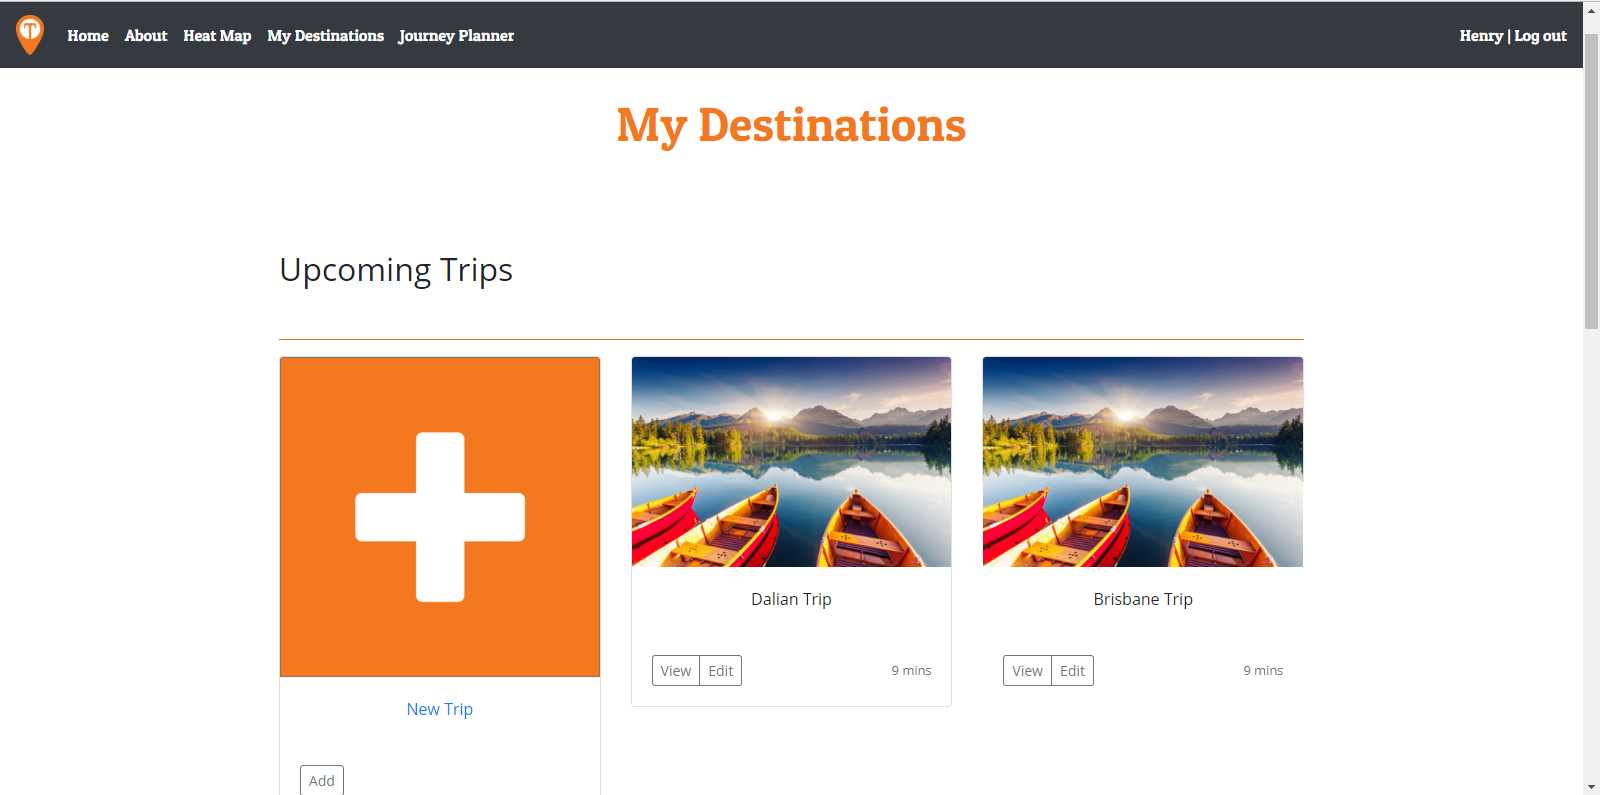 T Home About Heat Map My Destinations Journey Planner Henry | Log out
My Destinations
Upcoming Trips
Dalian Trip Brisbane Trip
View Edit 9 mins View Edit 9 mins
New Trip
Add